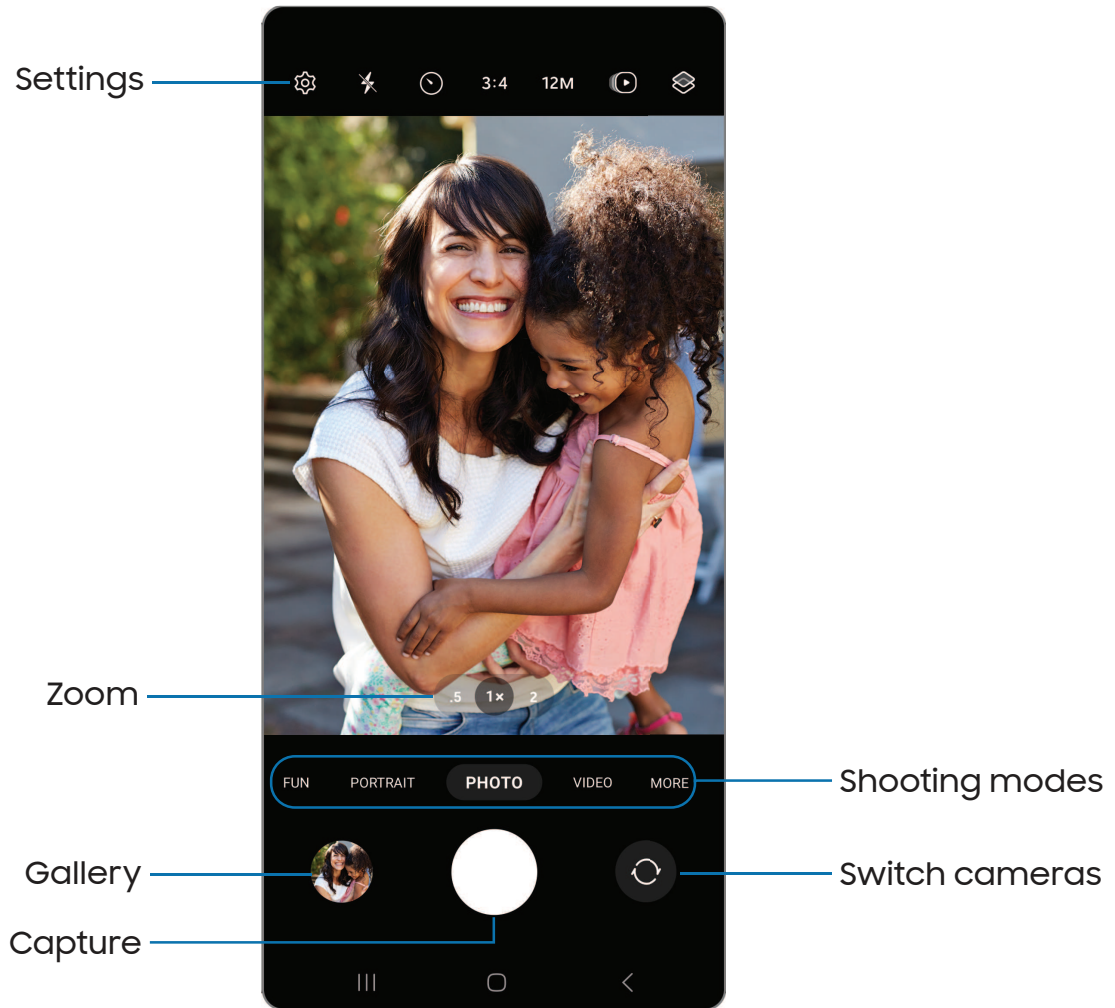 Settings
3:4
12M
Zoom
.5 1× 2
FUN PORTRAIT PHOTO VIDEO MORE
Shooting modes
Gallery
Switch cameras
Capture